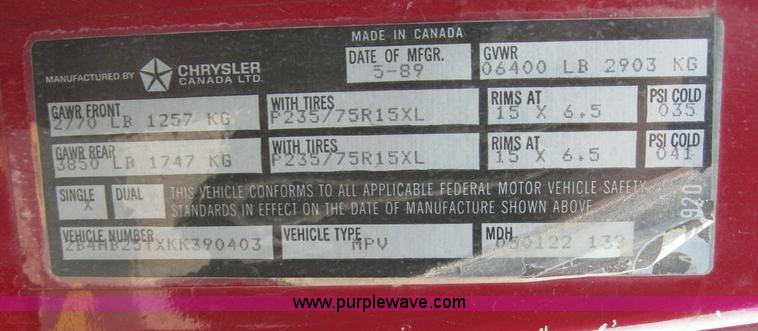 MADE IN CANADA
MANUFACTURED BY CHRYSLER CANADA LTD.
DATE OF MFGR. 5-89
GVWR 06400 LB 2903 KG
GAWR FRONT 2770 LB 1257 KG
WITH TIRES P235/75R15XL
RIMS AT 15 X 6.5
PSI COLD 035
GAWR REAR 3850 LB 1747 KG
WITH TIRES P235/75R15XL
RIMS AT 15 X 6.5
PSI COLD 041
SINGLE X DUAL
THIS VEHICLE CONFORMS TO ALL APPLICABLE FEDERAL MOTOR VEHICLE SAFETY
STANDARDS IN EFFECT ON THE DATE OF MANUFACTURE SHOWN ABOVE
VEHICLE NUMBER
VEHICLE TYPE MPV
MDH 050122
920
www.purplewave.com